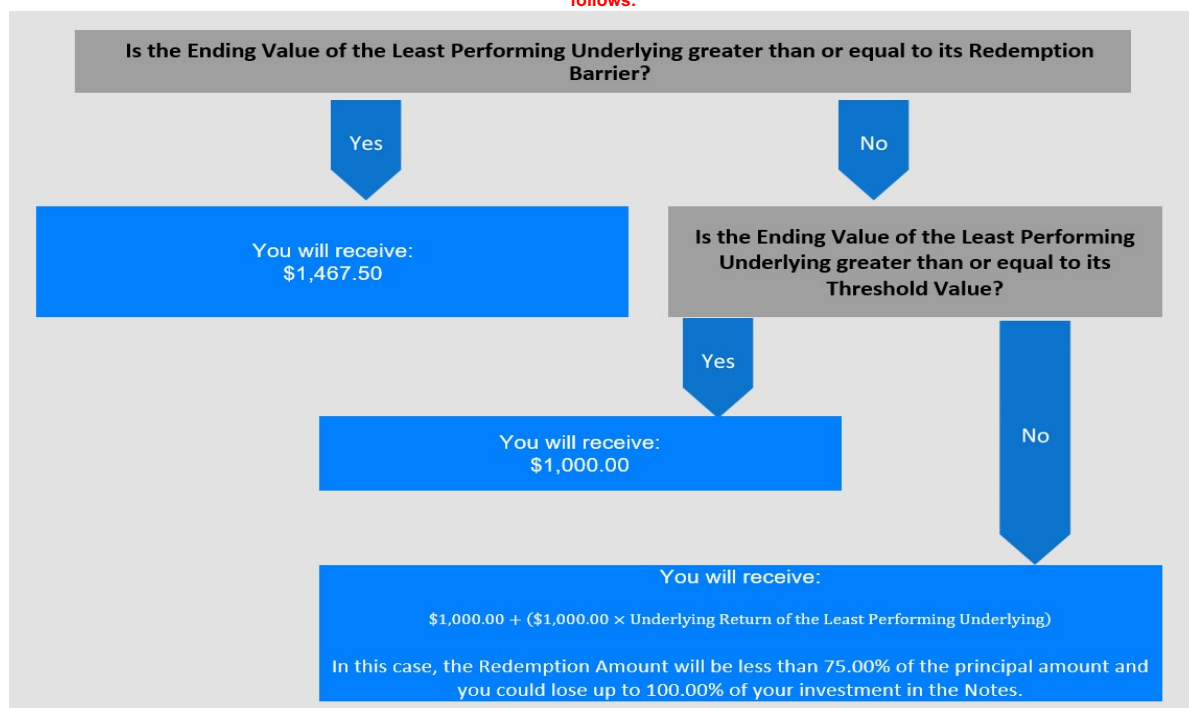 follows:
Is the Ending Value of the Least Performing Underlying greater than or equal to its Redemption
Barrier?
Yes
No
You will receive:
$1,467.50
Is the Ending Value of the Least Performing
Underlying greater than or equal to its
Threshold Value?
Yes
No
You will receive:
$1,000.00
You will receive:
$1,000.00 + ($1,000.00 × Underlying Return of the Least Performing Underlying)
In this case, the Redemption Amount will be less than 75.00% of the principal amount and
you could lose up to 100.00% of your investment in the Notes.